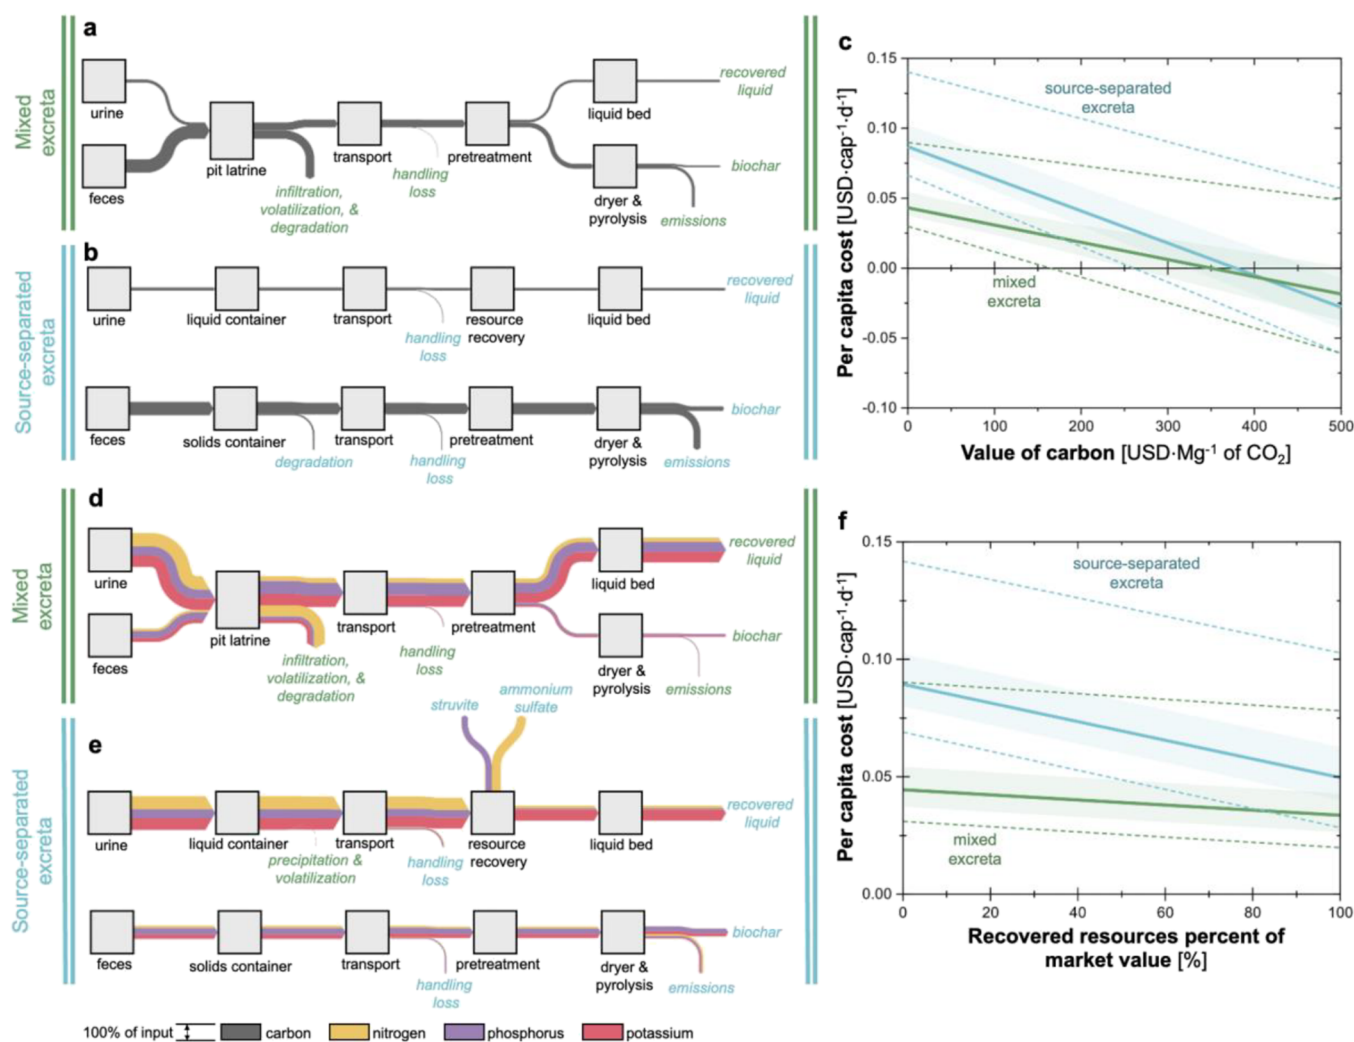 a
Mixed
excreta
urine
feces
pit latrine
infiltration,
volatilization, &
degradation
transport
handling
loss
pretreatment
liquid bed
recovered
liquid
dryer &
pyrolysis
biochar
emissions
b
Source-separated
excreta
urine
liquid container
transport
handling
loss
resource
recovery
liquid bed
recovered
liquid
feces
solids container
degradation
transport
handling
loss
pretreatment
dryer &
pyrolysis
biochar
emissions
c
Per capita cost [USD·cap⁻¹·d⁻¹]
0.15
0.10
0.05
0.00
-0.05
-0.10
source-separated
excreta
mixed
excreta
0
100
200
300
400
500
Value of carbon [USD·Mg⁻¹ of CO₂]
d
Mixed
excreta
urine
feces
pit latrine
infiltration,
volatilization, &
degradation
transport
handling
loss
pretreatment
liquid bed
recovered
liquid
dryer &
pyrolysis
biochar
emissions
e
Source-separated
excreta
struvite
ammonium
sulfate
urine
liquid container
precipitation &
volatilization
transport
handling
loss
resource
recovery
liquid bed
recovered
liquid
feces
solids container
transport
handling
loss
pretreatment
dryer &
pyrolysis
biochar
emissions
f
Per capita cost [USD·cap⁻¹·d⁻¹]
0.15
0.10
0.05
0.00
source-separated
excreta
mixed
excreta
0
20
40
60
80
100
Recovered resources percent of
market value [%]
100% of input
carbon
nitrogen
phosphorus
potassium